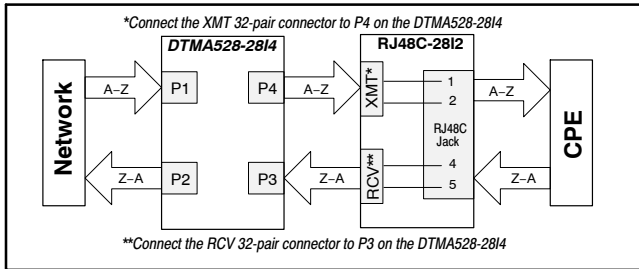 *Connect the XMT 32-pair connector to P4 on the DTMA528-28I4
DTMA528-28I4
RJ48C-28I2
Network
A–Z
P1
P4
A–Z
XMT*
1
2
A–Z
CPE
RJ48C
Jack
Z–A
P2
P3
Z–A
RCV**
4
5
Z–A
**Connect the RCV 32-pair connector to P3 on the DTMA528-28I4